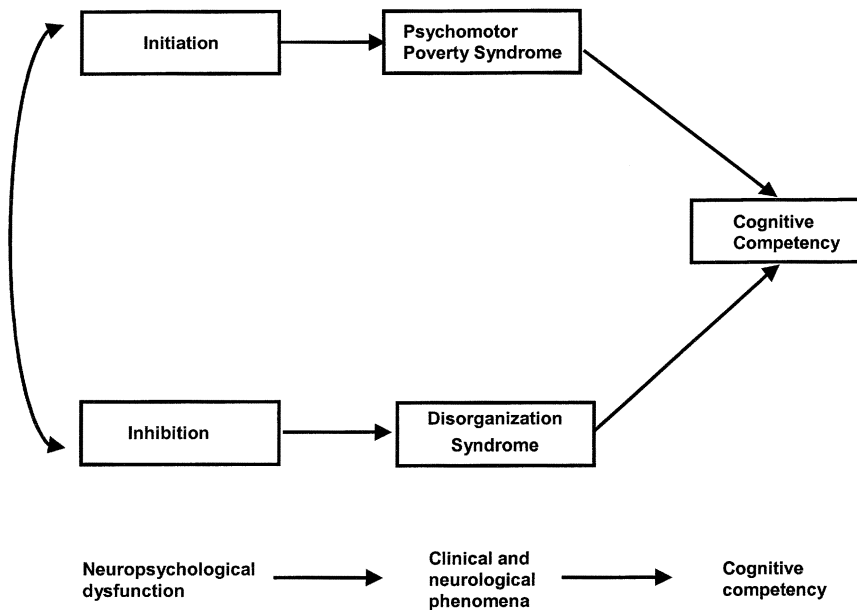 Initiation
Psychomotor
Poverty Syndrome
Cognitive
Competency
Inhibition
Disorganization
Syndrome
Neuropsychological
dysfunction
Clinical and
neurological
phenomena
Cognitive
competency